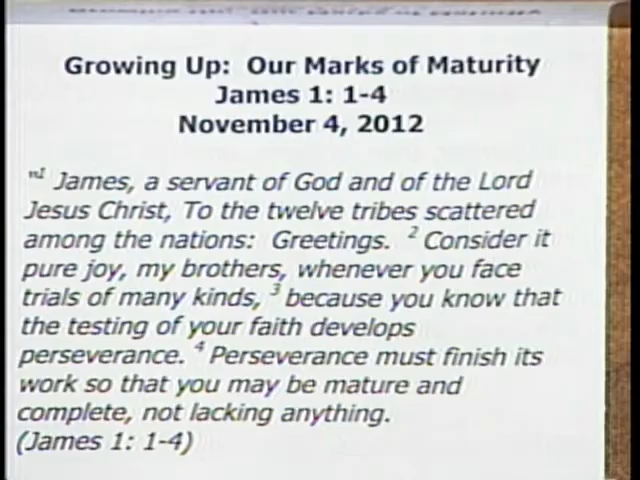 Growing Up: Our Marks of Maturity
James 1: 1-4
November 4, 2012
"1 James, a servant of God and of the Lord
Jesus Christ, To the twelve tribes scattered
among the nations: Greetings. 2 Consider it
pure joy, my brothers, whenever you face
trials of many kinds, 3 because you know that
the testing of your faith develops
perseverance. 4 Perseverance must finish its
work so that you may be mature and
complete, not lacking anything.
(James 1: 1-4)